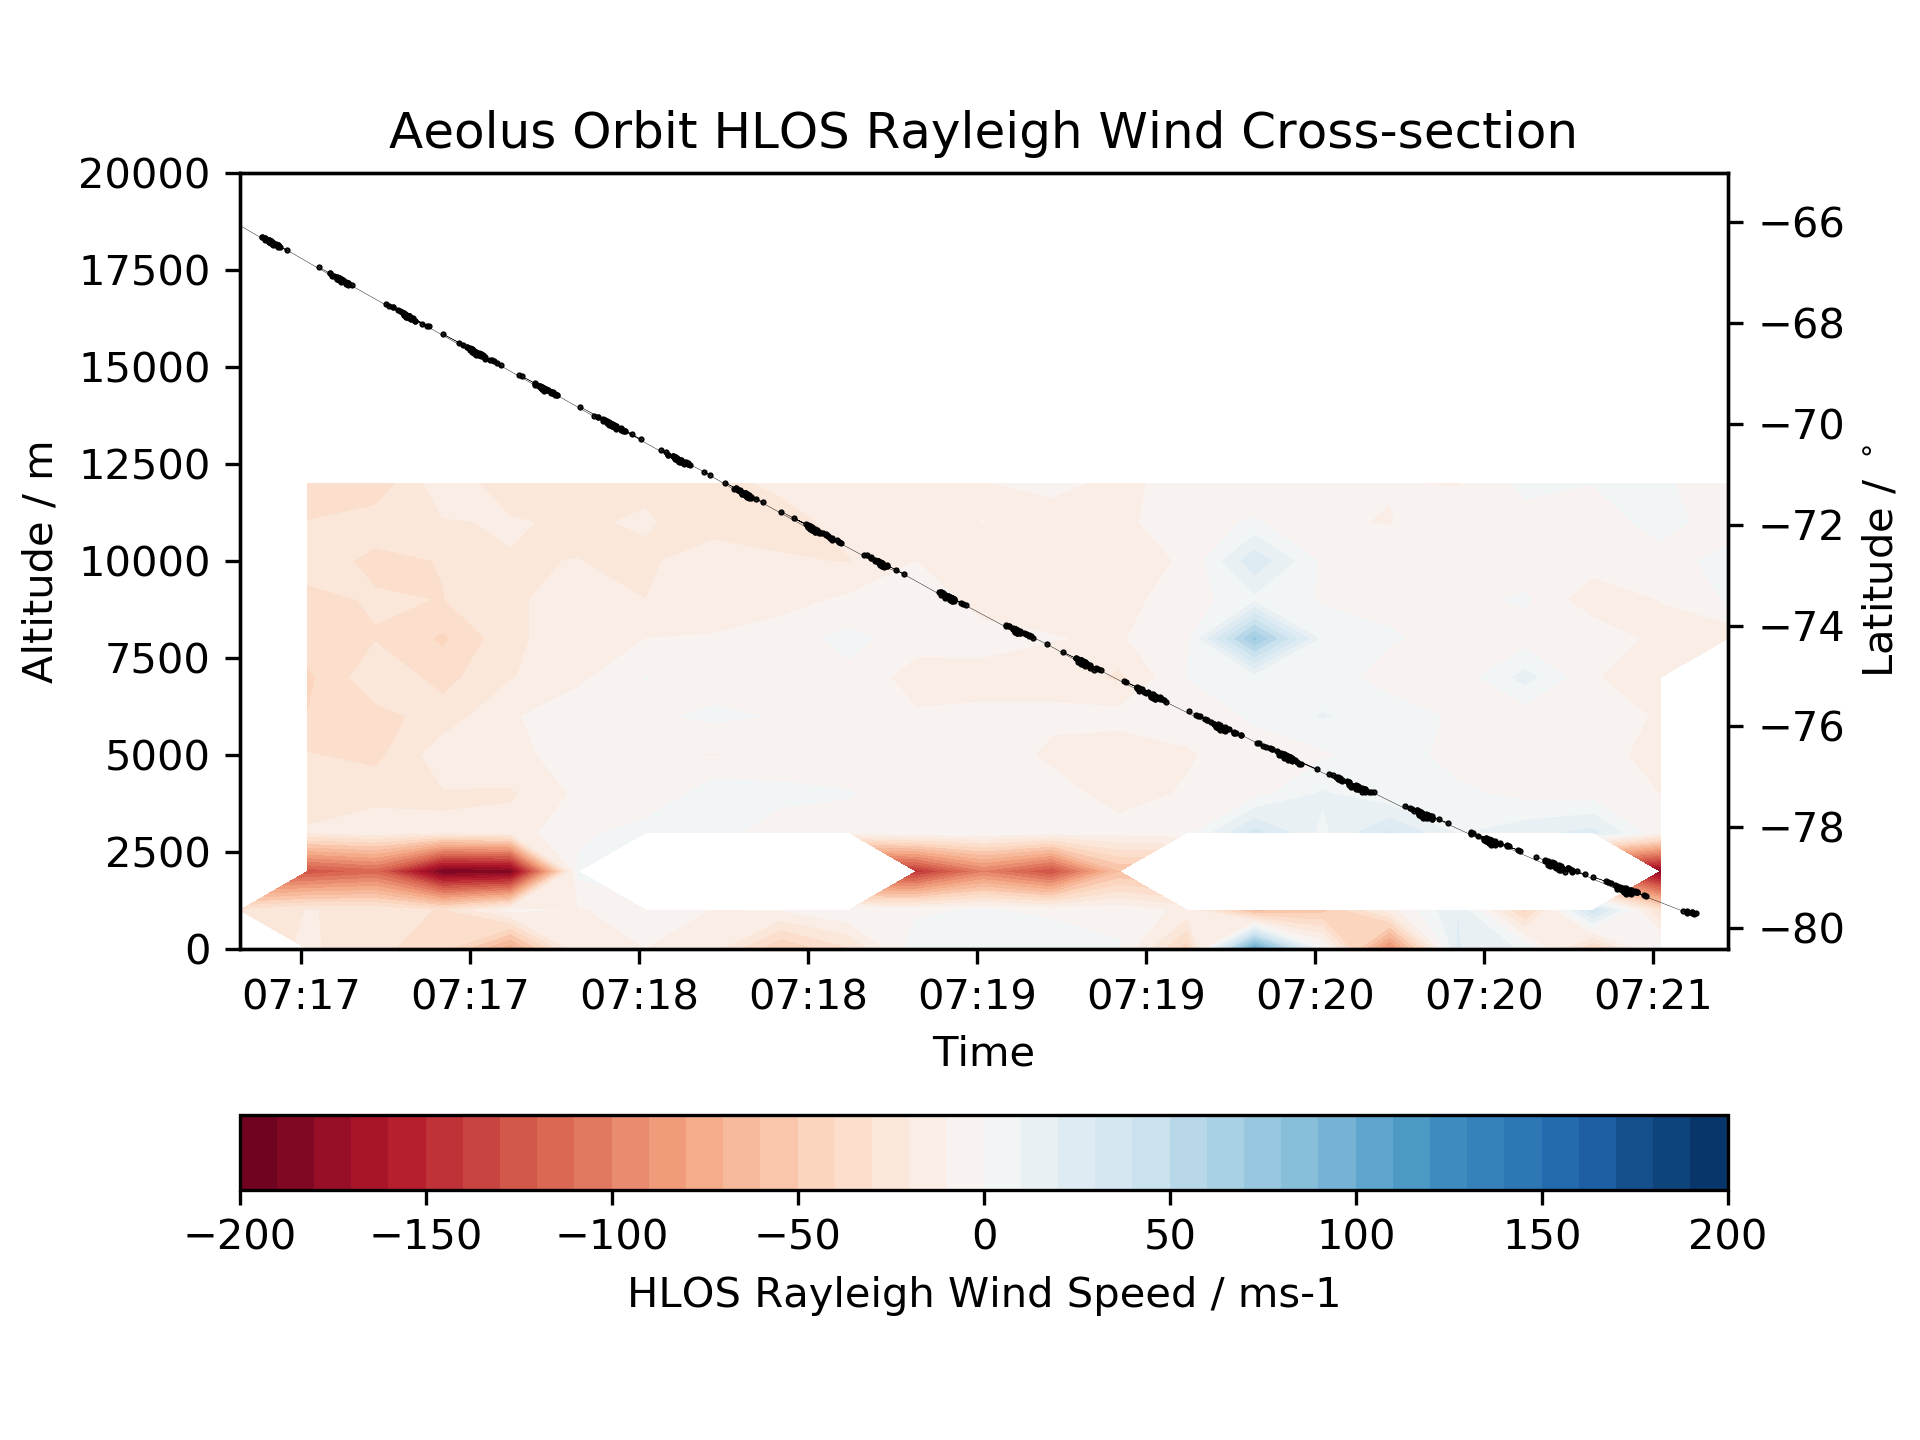 Aeolus Orbit HLOS Rayleigh Wind Cross-section
20000
17500
15000
12500
10000
7500
5000
2500
0
Altitude / m
−66
−68
−70
−72
−74
−76
−78
−80
Latitude / °
07:17 07:17 07:18 07:18 07:19 07:19 07:20 07:20 07:21
Time
−200 −150 −100 −50 0 50 100 150 200
HLOS Rayleigh Wind Speed / ms-1